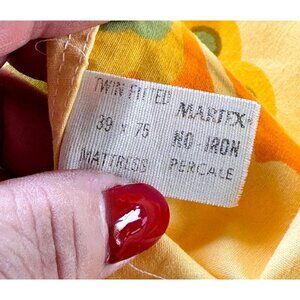 TWIN FITTED MARTEX®
39 x 75 NO-IRON
MATTRESS PERCALE